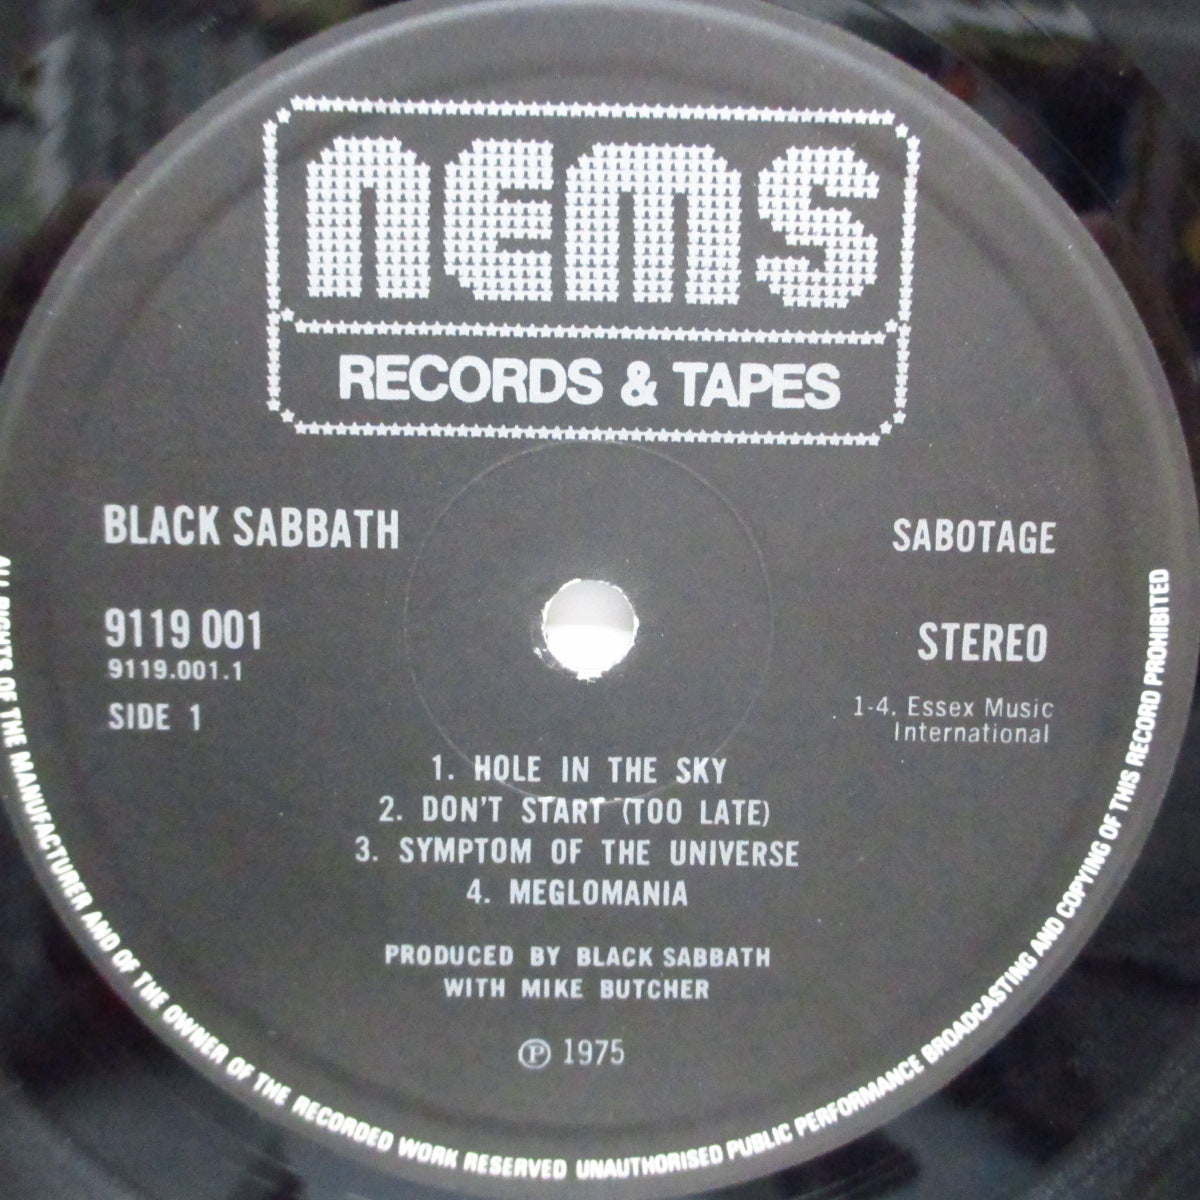 nems
RECORDS & TAPES
BLACK SABBATH
SABOTAGE
9119 001
9119.001.1
SIDE 1
STEREO
1-4. Essex Music
International
1. HOLE IN THE SKY
2. DON'T START (TOO LATE)
3. SYMPTOM OF THE UNIVERSE
4. MEGLOMANIA
PRODUCED BY BLACK SABBATH
WITH MIKE BUTCHER
Ⓟ 1975
ALL RIGHTS OF THE MANUFACTURER AND OF THE OWNER OF THE RECORDED WORK RESERVED UNAUTHORISED PUBLIC PERFORMANCE BROADCASTING AND COPYING OF THIS RECORD PROHIBITED